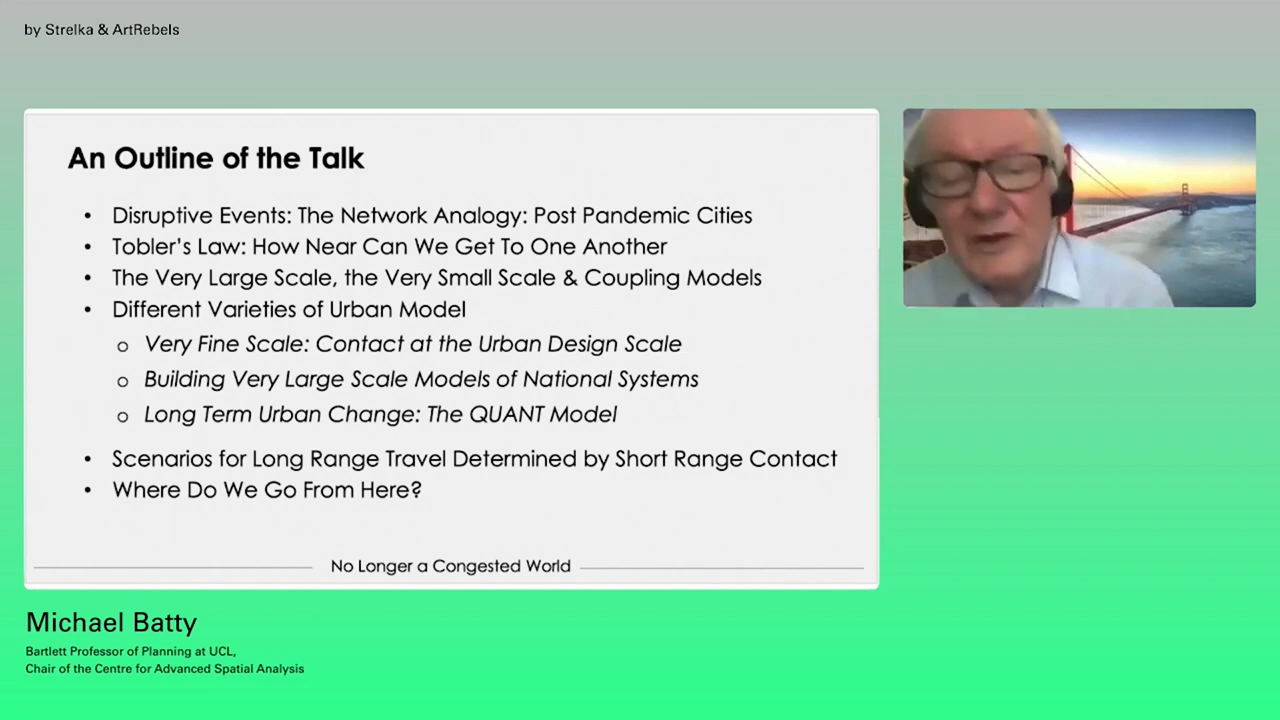 by Strelka & ArtRebels
An Outline of the Talk
• Disruptive Events: The Network Analogy: Post Pandemic Cities
• Tobler's Law: How Near Can We Get To One Another
• The Very Large Scale, the Very Small Scale & Coupling Models
• Different Varieties of Urban Model
o Very Fine Scale: Contact at the Urban Design Scale
o Building Very Large Scale Models of National Systems
o Long Term Urban Change: The QUANT Model
• Scenarios for Long Range Travel Determined by Short Range Contact
• Where Do We Go From Here?
No Longer a Congested World
Michael Batty
Bartlett Professor of Planning at UCL,
Chair of the Centre for Advanced Spatial Analysis